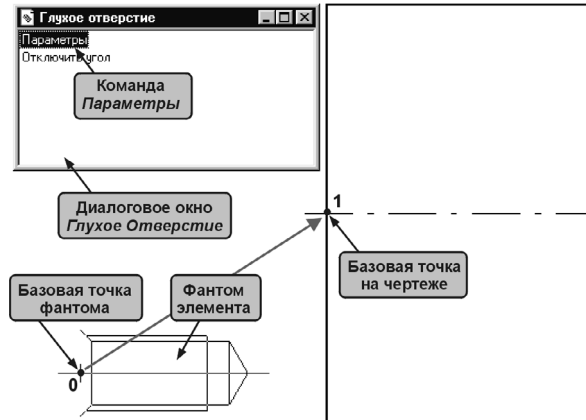 Глухое отверстие
Параметры
Отключить угол
Команда
Параметры
Диалоговое окно
Глухое Отверстие
1
Базовая точка
на чертеже
Базовая точка
фантома
Фантом
элемента
0